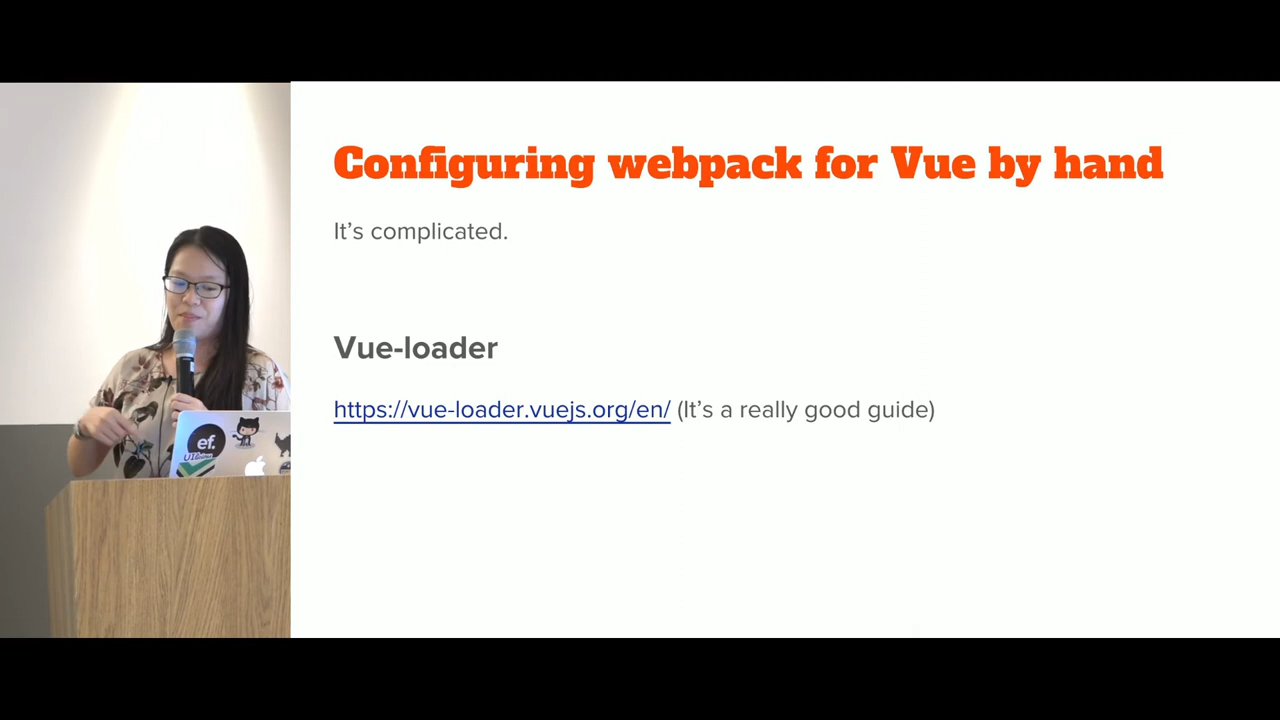 Configuring webpack for Vue by hand
It's complicated.
Vue-loader
https://vue-loader.vuejs.org/en/ (It's a really good guide)
ef.